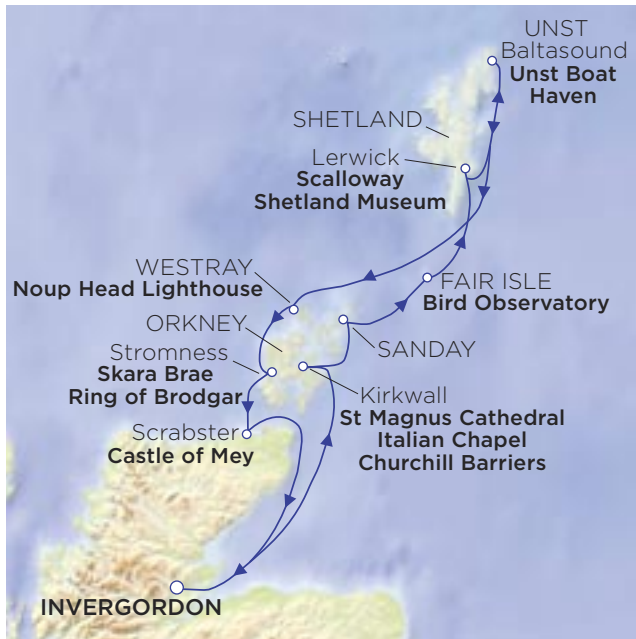 UNST
Baltasound
Unst Boat
Haven
SHETLAND
Lerwick
Scalloway
Shetland Museum
WESTRAY
Noup Head Lighthouse
FAIR ISLE
Bird Observatory
ORKNEY
SANDAY
Stromness
Skara Brae
Ring of Brodgar
Kirkwall
St Magnus Cathedral
Italian Chapel
Churchill Barriers
Scrabster
Castle of Mey
INVERGORDON